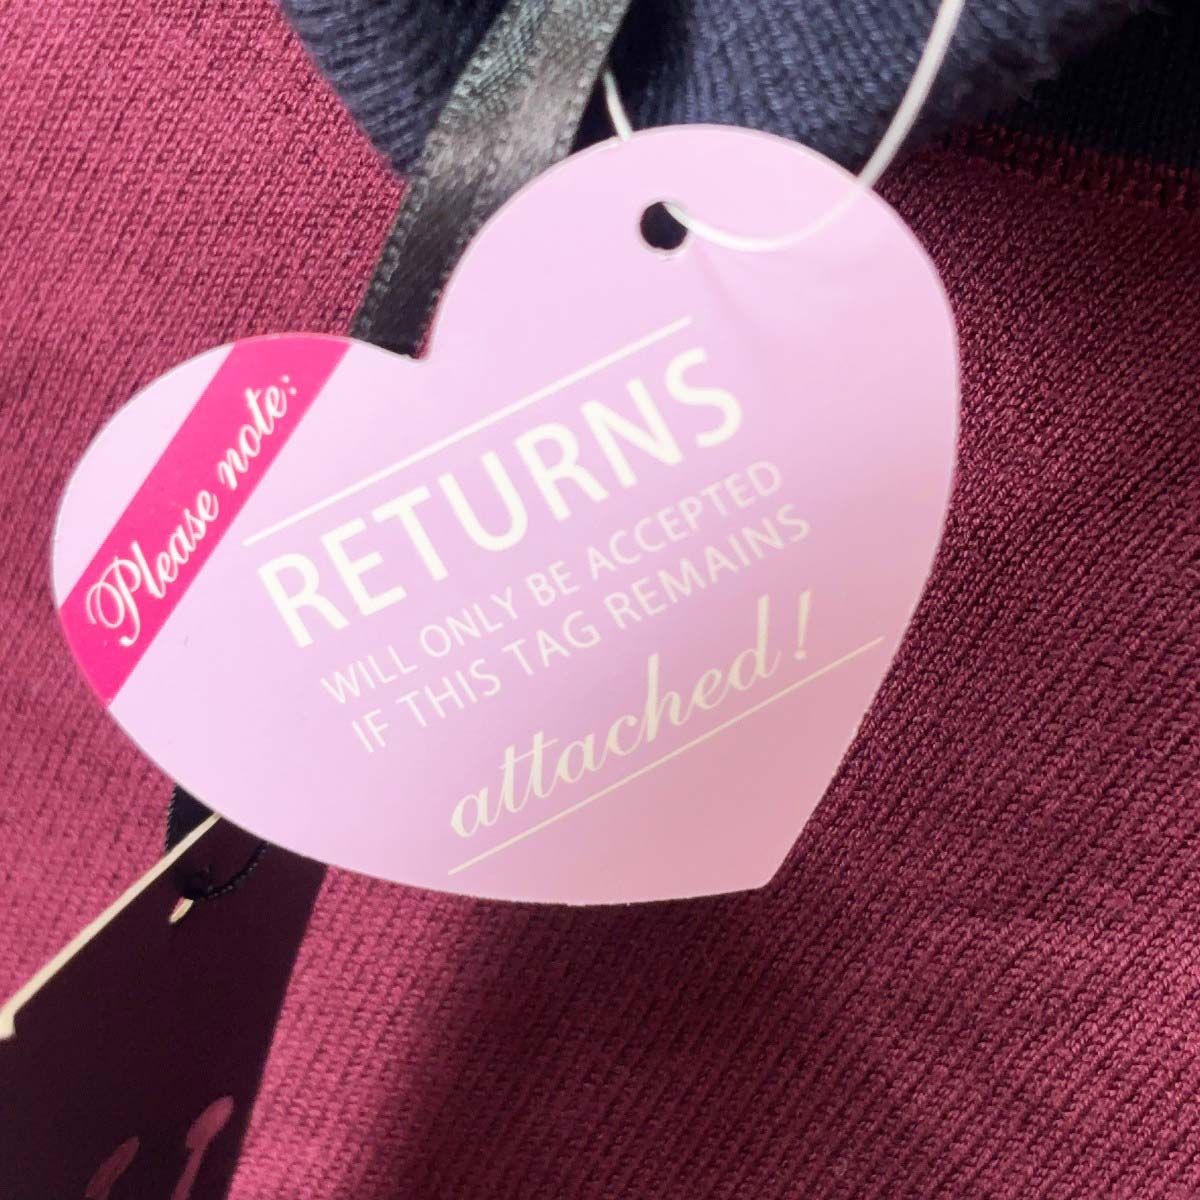 Please note:
RETURNS
WILL ONLY BE ACCEPTED
IF THIS TAG REMAINS
attached!